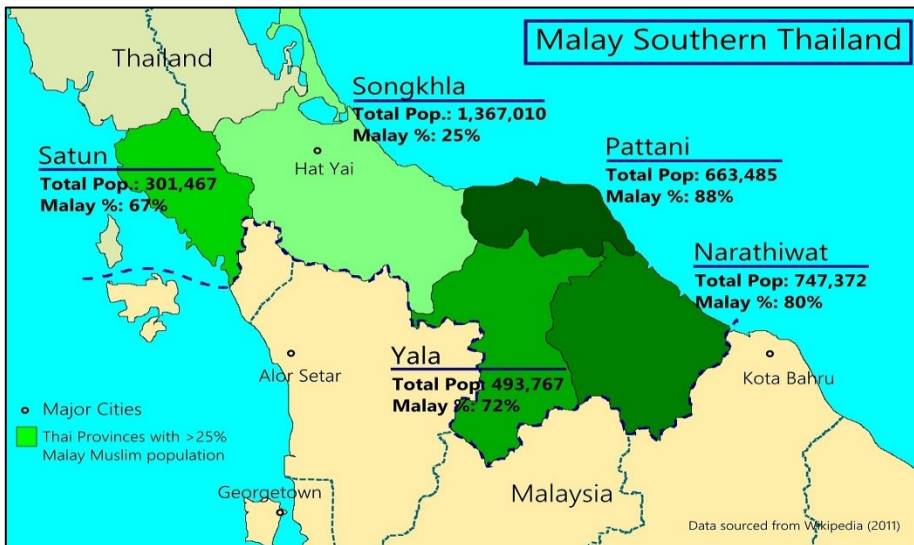 Malay Southern Thailand
Thailand
Songkhla
Total Pop.: 1,367,010
Malay %: 25%
Hat Yai
Satun
Total Pop.: 301,467
Malay %: 67%
Pattani
Total Pop: 663,485
Malay %: 88%
Narathiwat
Total Pop: 747,372
Malay %: 80%
Yala
Total Pop: 493,767
Malay %: 72%
Alor Setar
Kota Bahru
Major Cities
Thai Provinces with >25%
Malay Muslim population
Georgetown
Malaysia
Data sourced from Wikipedia (2011)